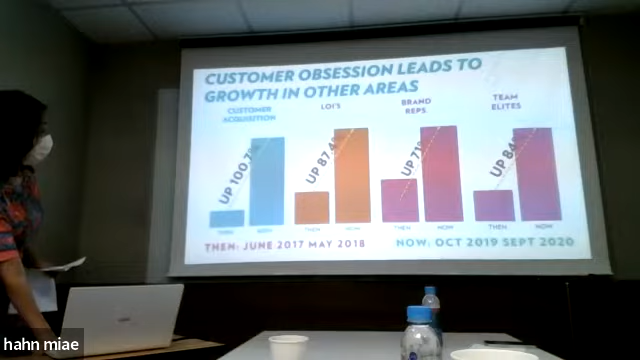 CUSTOMER OBSESSION LEADS TO
GROWTH IN OTHER AREAS
CUSTOMER
ACQUISITION
LOI'S
BRAND
REPS
TEAM
ELITES
UP 100.7
UP 87.4
UP 71
UP 84
THEN
NOW
THEN
NOW
THEN
NOW
THEN
NOW
THEN: JUNE 2017 MAY 2018
NOW: OCT 2019 SEPT 2020
hahn miae